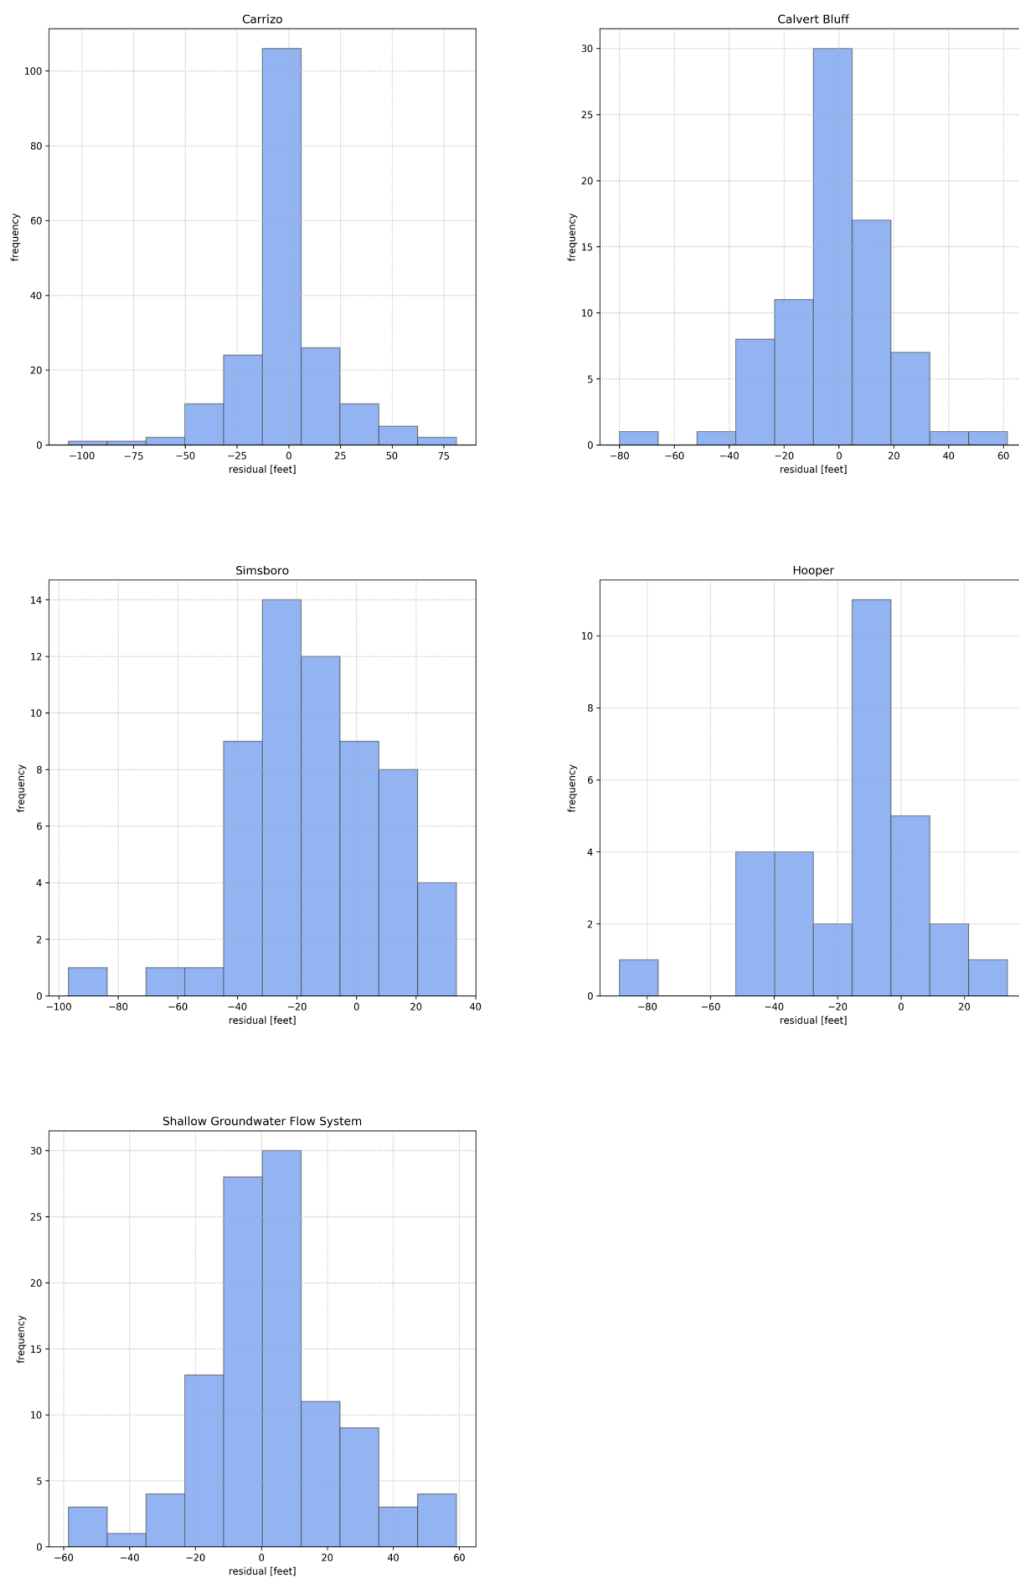 Carrizo
100
80
60
40
20
0
frequency
−100 −75 −50 −25 0 25 50 75
residual [feet]
Calvert Bluff
30
25
20
15
10
5
0
frequency
−80 −60 −40 −20 0 20 40 60
residual [feet]
Simsboro
14
12
10
8
6
4
2
0
frequency
−100 −80 −60 −40 −20 0 20 40
residual [feet]
Hooper
10
8
6
4
2
0
frequency
−80 −60 −40 −20 0 20
residual [feet]
Shallow Groundwater Flow System
30
25
20
15
10
5
0
frequency
−60 −40 −20 0 20 40 60
residual [feet]